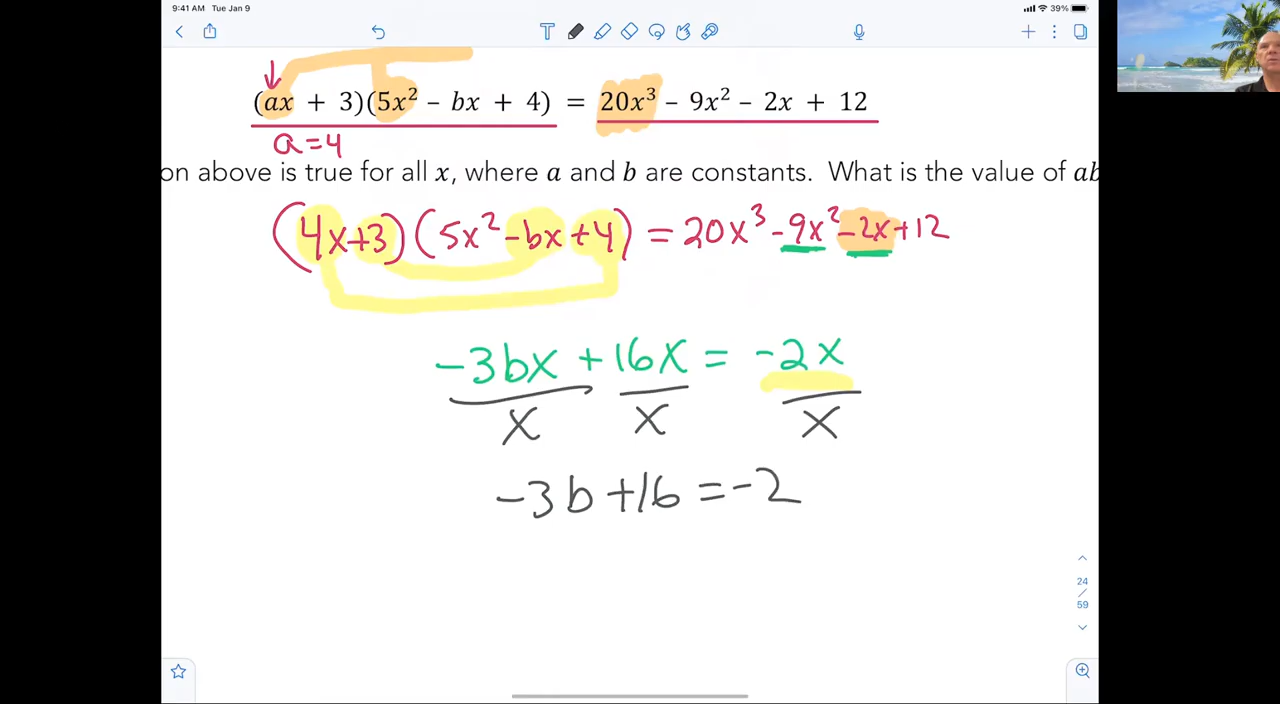 9:41 AM Tue Jan 9
39%
(ax + 3)(5x² – bx + 4) = 20x³ – 9x² – 2x + 12
a=4
on above is true for all x, where a and b are constants. What is the value of ab
(4x+3)(5x²-bx+4) = 20x³-9x²-2x+12
-3bx + 16x = -2x
x x x
-3b+16=-2
24
/
59